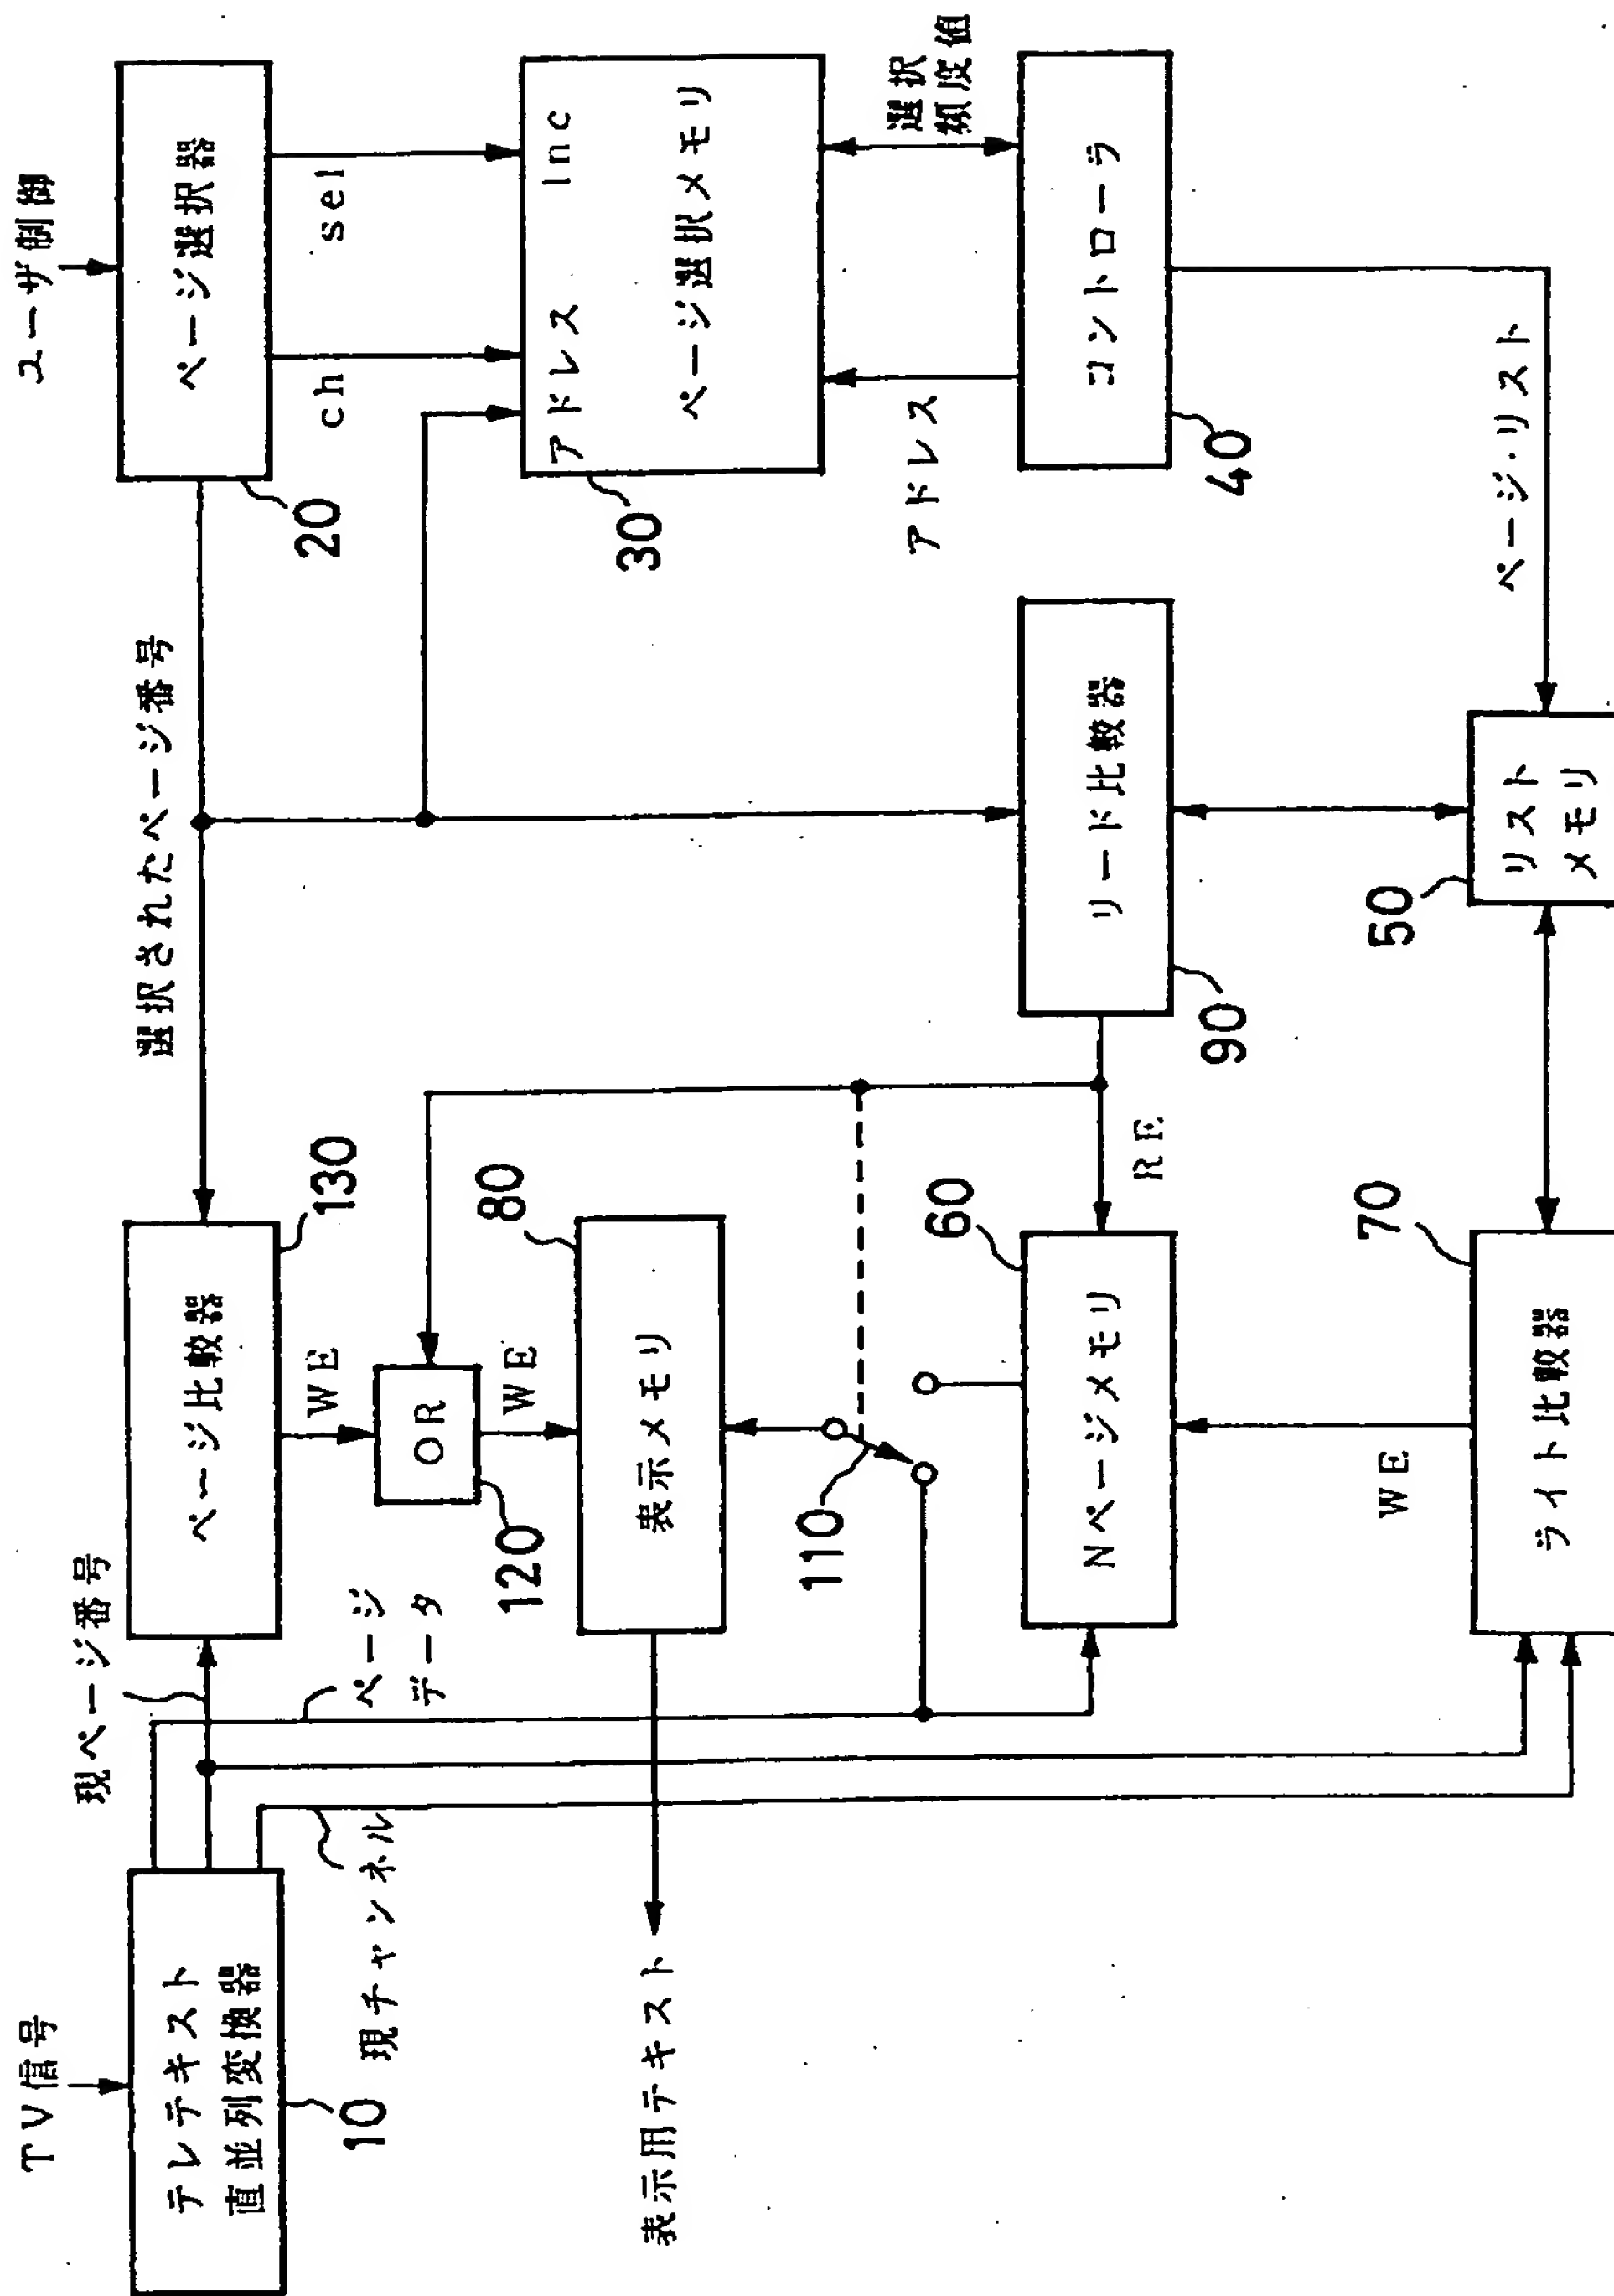 TV信号
テレテキスト
直並列変換器
10
現チャンネル
現ページ番号
ページ
データ
ページ比較器
130
WE
OR
120
WE
表示メモリ
80
表示用テキスト
110
Nページメモリ
60
RE
WE
ライト比較器
70
選択されたページ番号
ユーザ制御
ページ選択器
20
ch
sel
アドレス
Inc
ページ選択メモリ
30
アドレス
選択
頻度値
コントローラ
40
リード比較器
90
ページ・リスト
リスト
メモリ
50